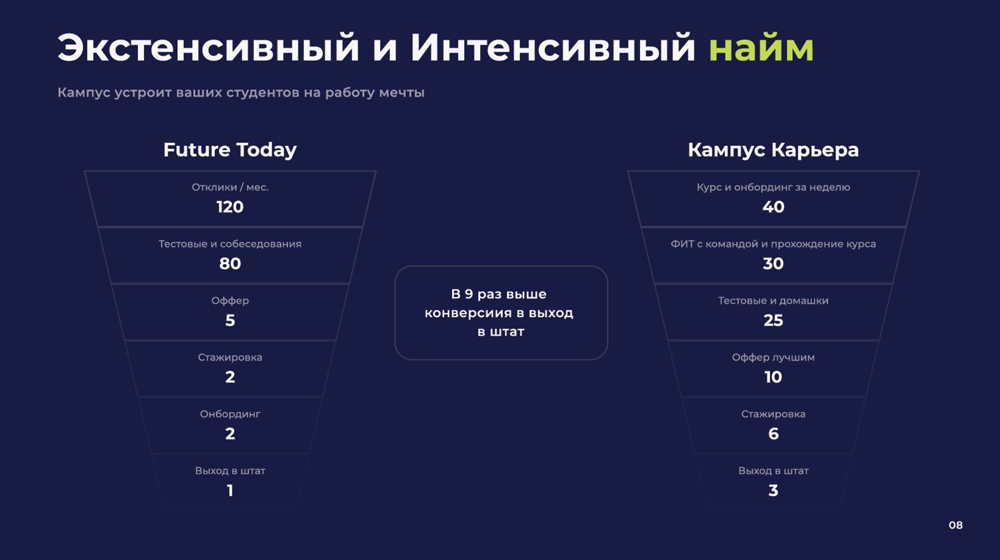 Экстенсивный и Интенсивный найм
Кампус устроит ваших студентов на работу мечты
Future Today
Отклики / мес.
120
Тестовые и собеседования
80
Оффер
5
Стажировка
2
Онбординг
2
Выход в штат
1
В 9 раз выше
конверсиия в выход
в штат
Кампус Карьера
Курс и онбординг за неделю
40
ФИТ с командой и прохождение курса
30
Тестовые и домашки
25
Оффер лучшим
10
Стажировка
6
Выход в штат
3
08